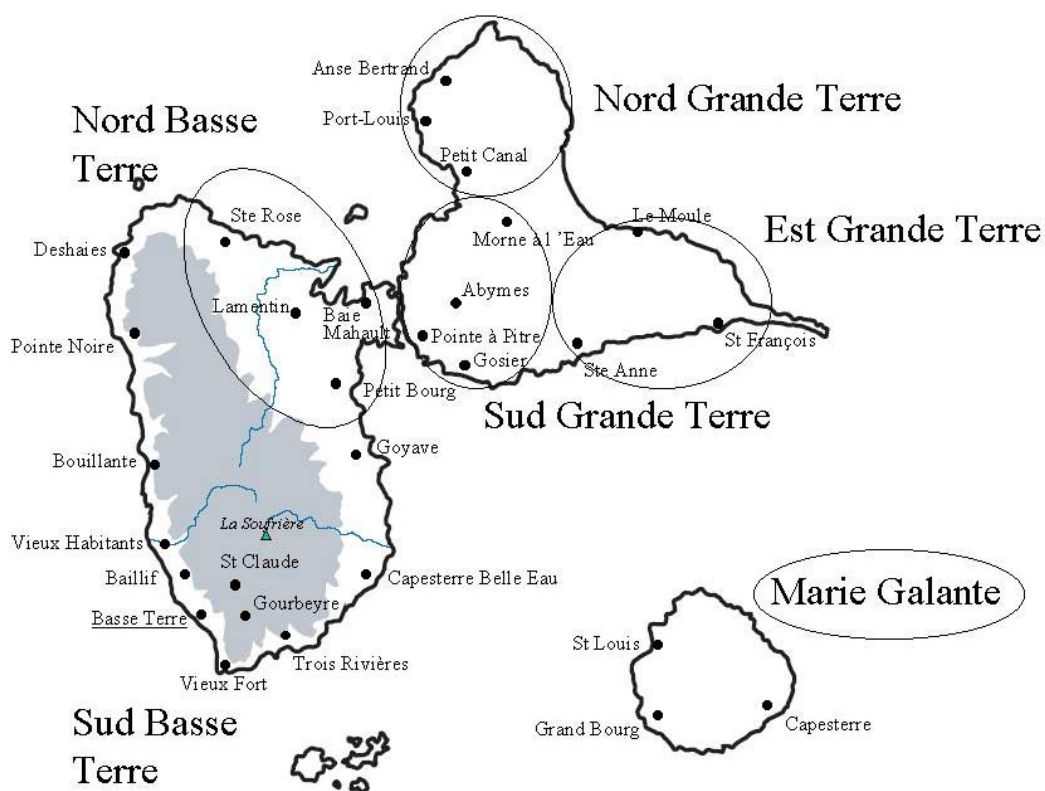 Anse Bertrand
Nord Grande Terre
Nord Basse
Terre
Port-Louis
Petit Canal
Ste Rose
Le Moule
Est Grande Terre
Morne à l 'Eau
Deshaies
Lamentin
Baie
Mahault
Abymes
Pointe Noire
Pointe à Pitre
St François
Gosier
Ste Anne
Petit Bourg
Sud Grande Terre
Goyave
Bouillante
La Soufrière
Vieux Habitants
St Claude
Baillif
Capesterre Belle Eau
Marie Galante
Gourbeyre
Basse Terre
St Louis
Trois Rivières
Vieux Fort
Sud Basse
Terre
Grand Bourg
Capesterre